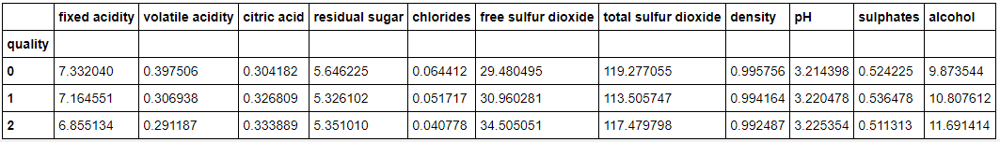 fixed acidity volatile acidity citric acid residual sugar chlorides free sulfur dioxide total sulfur dioxide density pH sulphates alcohol
quality
0 7.332040 0.397506 0.304182 5.646225 0.064412 29.480495 119.277055 0.995756 3.214398 0.524225 9.873544
1 7.164551 0.306938 0.326809 5.326102 0.051717 30.960281 113.505747 0.994164 3.220478 0.536478 10.807612
2 6.855134 0.291187 0.333889 5.351010 0.040778 34.505051 117.479798 0.992487 3.225354 0.511313 11.691414